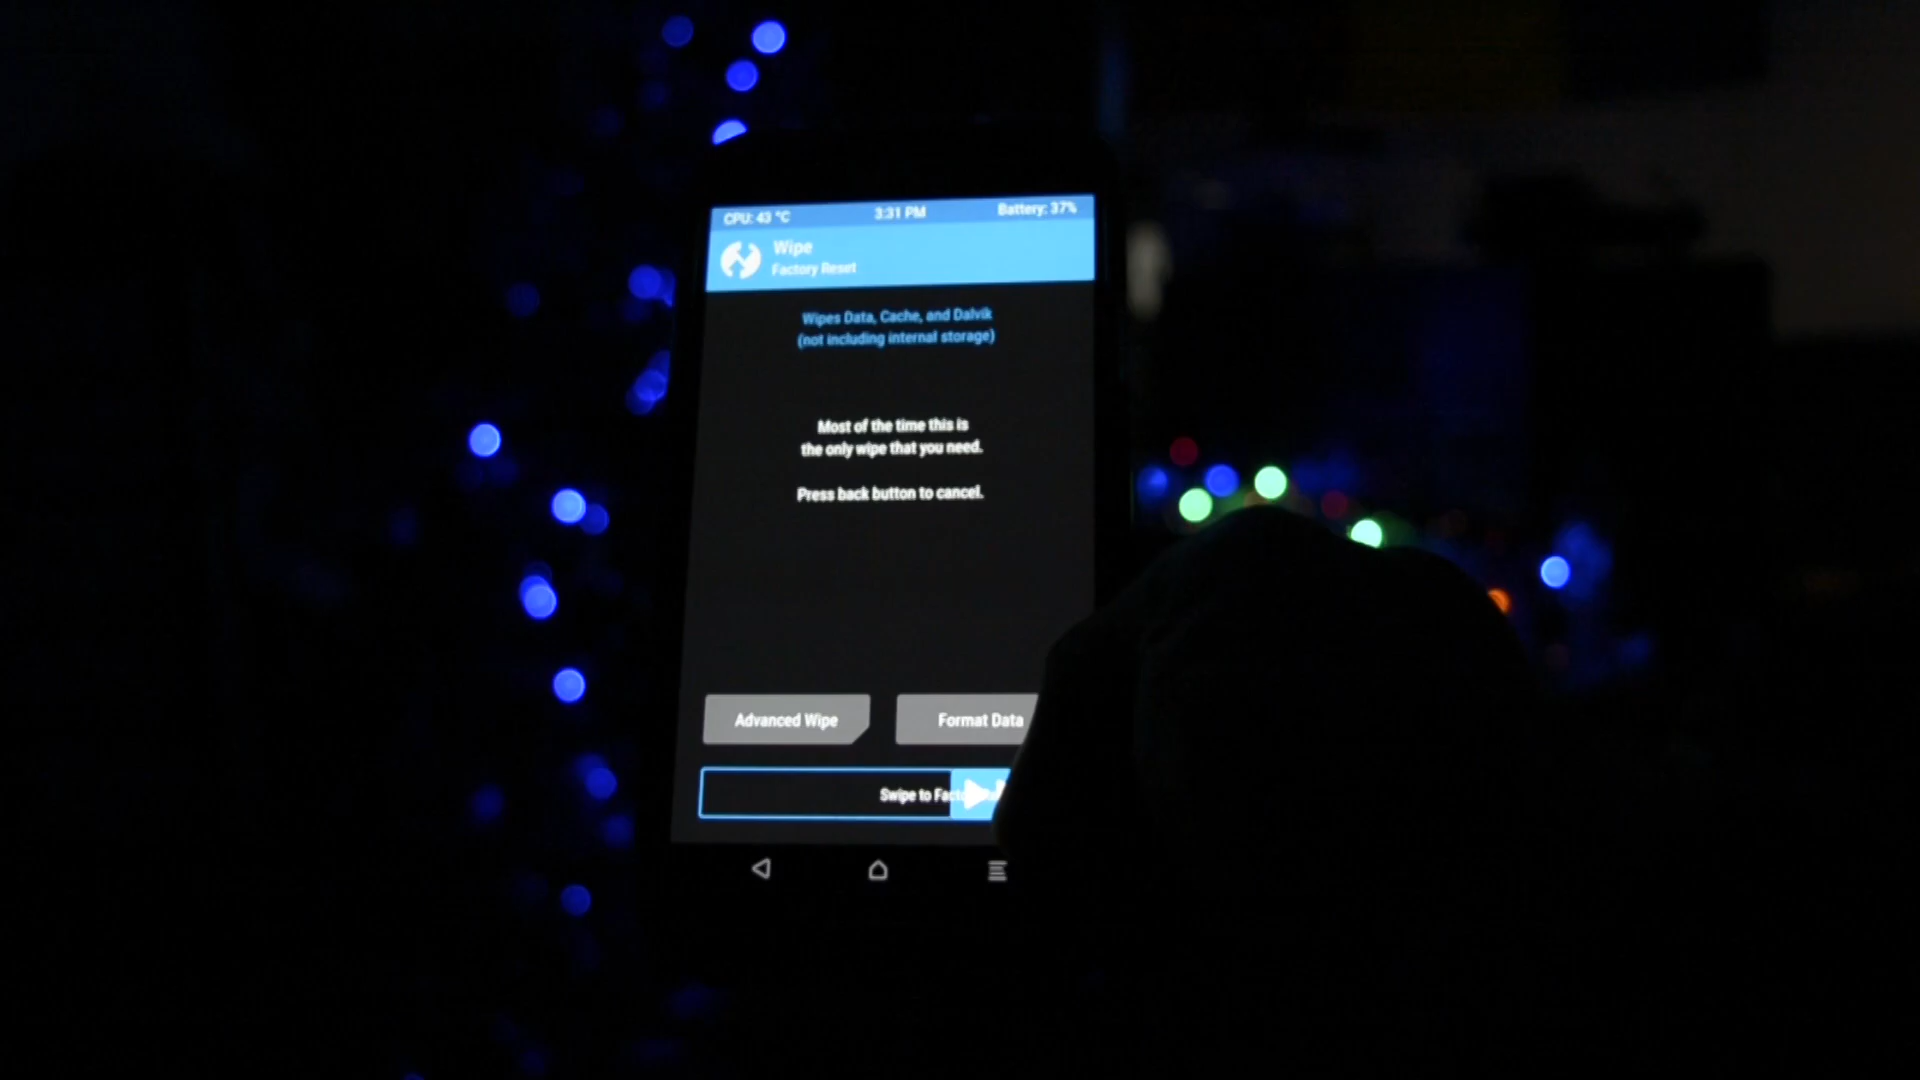 CPU: 43 °C 3:31 PM Battery: 37%
Wipe
Factory Reset
Wipes Data, Cache, and Dalvik
(not including internal storage)
Most of the time this is
the only wipe that you need.
Press back button to cancel.
Advanced Wipe Format Data
Swipe to